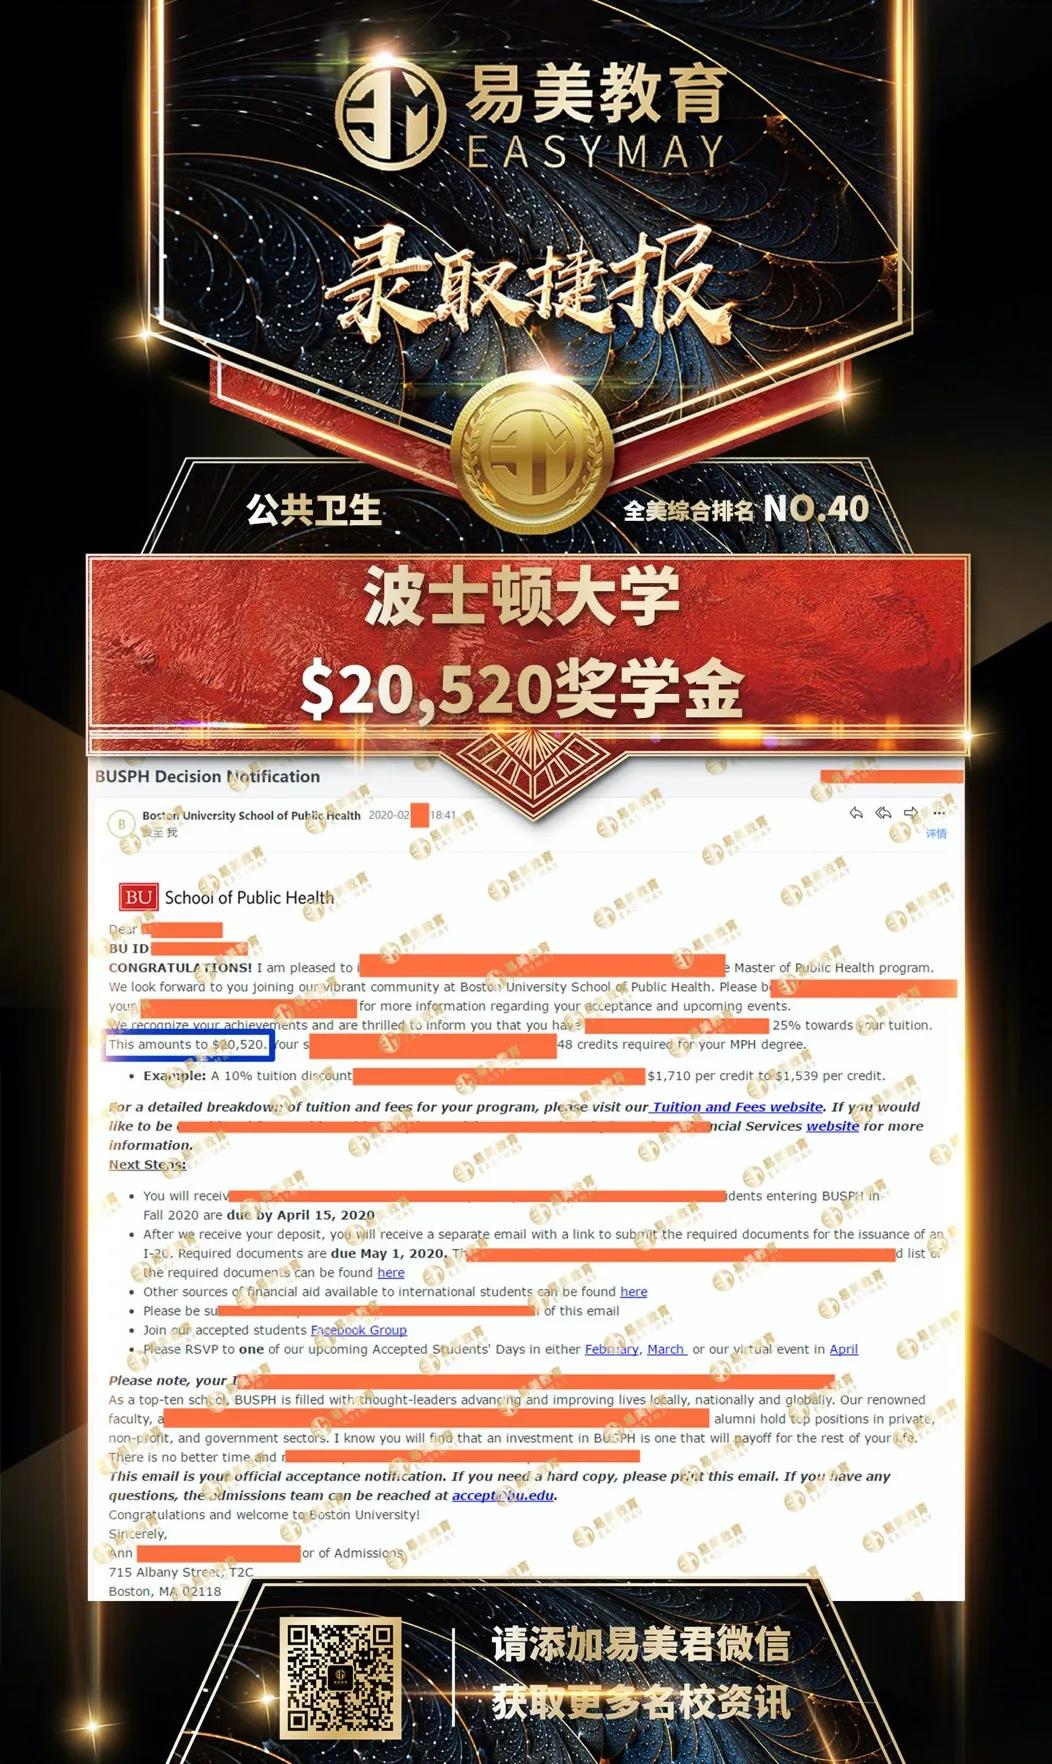 易美教育
EASYMAY
录取捷报
公共卫生
全美综合排名 NO.40
波士顿大学
$20,520奖学金
BUSPH Decision Notification
B
Boston University School of Public Health 2020-02 18:41
发至 我
详情
BU School of Public Health
Dear
BU ID
CONGRATULATIONS! I am pleased to e Master of Public Health program.
We look forward to you joining our vibrant community at Boston University School of Public Health. Please b
your for more information regarding your acceptance and upcoming events.
We recognize your achievements and are thrilled to inform you that you have 25% towards your tuition.
This amounts to $20,520. Your s 48 credits required for your MPH degree.
• Example: A 10% tuition discount $1,710 per credit to $1,539 per credit.
For a detailed breakdown of tuition and fees for your program, please visit our Tuition and Fees website. If you would
like to be ncial Services website for more
information.
Next Steps:
• You will receiv dents entering BUSPH in
Fall 2020 are due by April 15, 2020
• After we receive your deposit, you will receive a separate email with a link to submit the required documents for the issuance of an
I-20. Required documents are due May 1, 2020. Th d list of
the required documents can be found here
• Other sources of financial aid available to international students can be found here
• Please be su of this email
• Join our accepted students Facebook Group
• Please RSVP to one of our upcoming Accepted Students' Days in either February, March or our virtual event in April
Please note, your I
As a top-ten school, BUSPH is filled with thought-leaders advancing and improving lives locally, nationally and globally. Our renowned
faculty, a alumni hold top positions in private,
non-profit, and government sectors. I know you will find that an investment in BUSPH is one that will payoff for the rest of your life.
There is no better time and
This email is your official acceptance notification. If you need a hard copy, please print this email. If you have any
questions, the admissions team can be reached at accept@bu.edu.
Congratulations and welcome to Boston University!
Sincerely,
Ann or of Admissions
715 Albany Street, T2C
Boston, MA 02118
请添加易美君微信
获取更多名校资讯